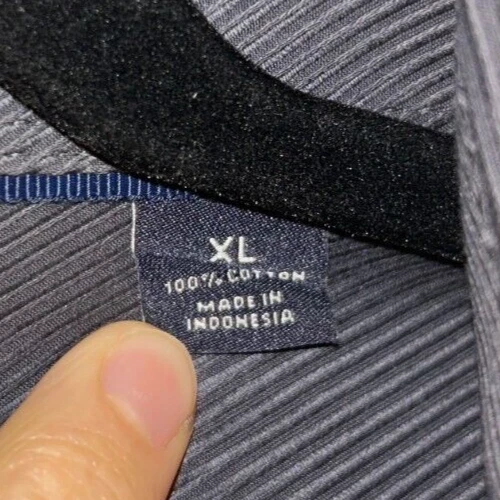 XL
100% COTTON
MADE IN
INDONESIA